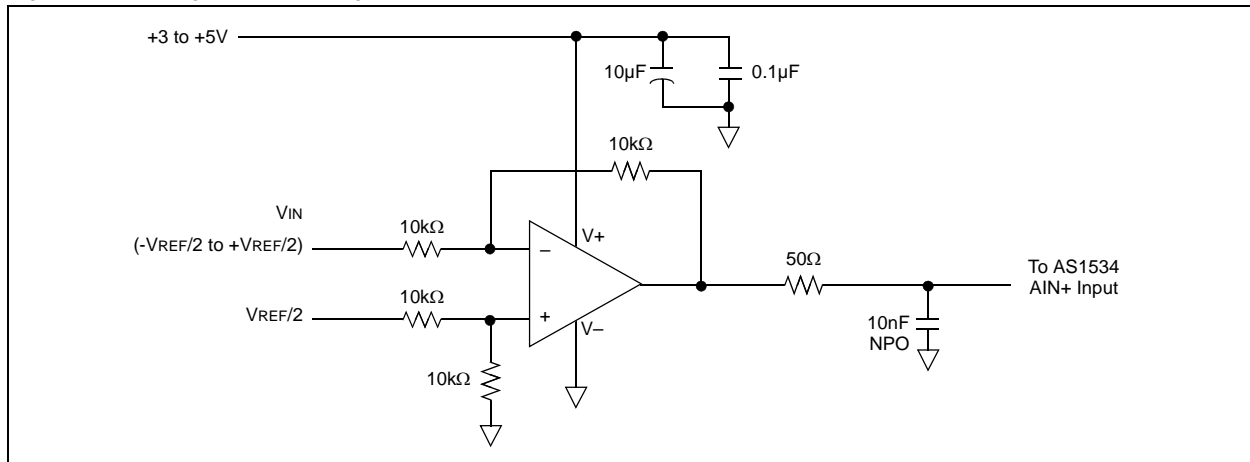 +3 to +5V
10µF
0.1µF
10kΩ
VIN
(-VREF/2 to +VREF/2)
10kΩ
–
V+
50Ω
To AS1534
AIN+ Input
VREF/2
10kΩ
+
V–
10nF
NPO
10kΩ